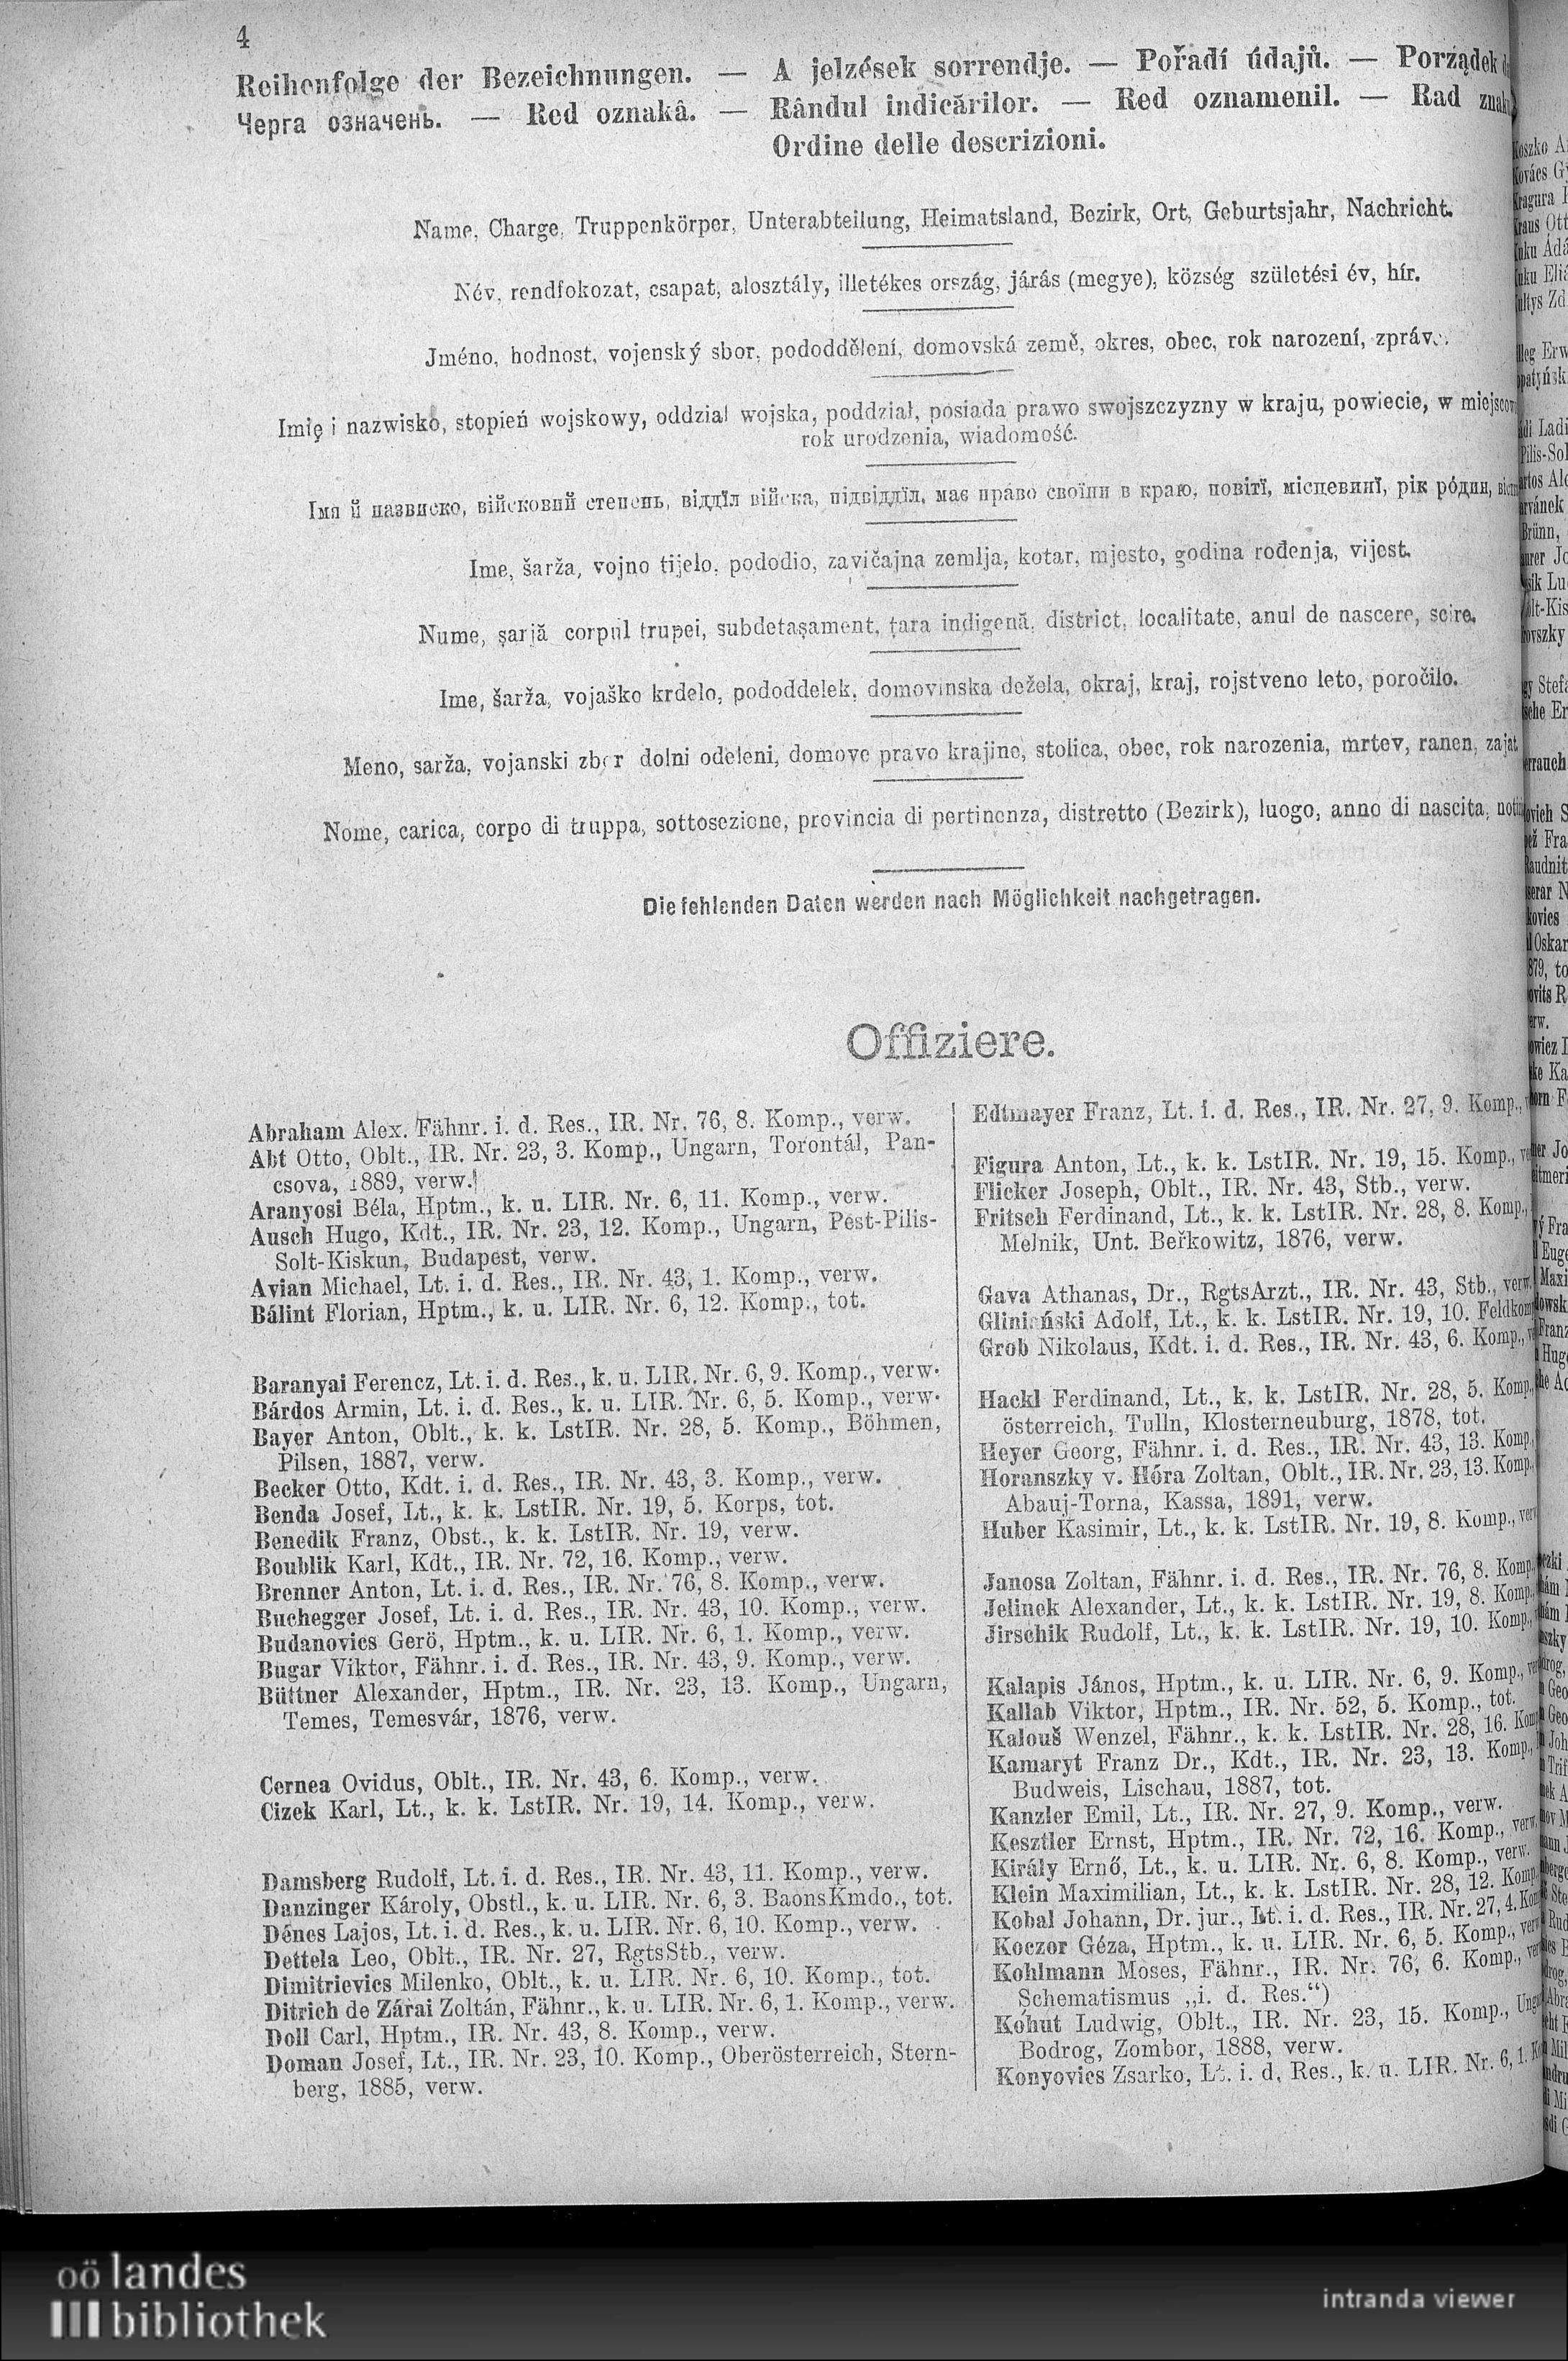 4
Reihenfolge der Bezeichnungen. — A jelzések sorrendje. — Pořadí údajů. — Porządek
Черга означень. — Red oznakâ. — Rândul indicărilor. — Red oznamenil. — Rad
Ordine delle descrizioni.
Name, Charge, Truppenkörper, Unterabteilung, Heimatsland, Bezirk, Ort, Geburtsjahr, Nachricht.
Név, rendfokozat, csapat, alosztály, illetékes ország, járás (megye), község születési év, hír.
Jméno, hodnost, vojenský sbor, pododdělení, domovská země, okres, obec, rok narození,
Imię i nazwisko, stopień wojskowy, oddział wojska, poddział, posiada prawo swojszczyzny w kraju, powiecie, w
rok urodzenia, wiadomość.
Імя й назвиско, війсковий степень, віддїл війска, підвіддїл, має право своїни в краю, повітї, місцевинї, рік родин,
Ime, šarža, vojno tijelo, pododio, zavičajna zemlja, kotar, mjesto, godina rođenja, vijest.
Nume, şarjă corpul trupei, subdetaşament, ţara indigenă, district, localitate, anul de nascere, scire.
Ime, šarža, vojaško krdelo, pododdelek, domovinska dežela, okraj, kraj, rojstveno leto, poročilo.
Meno, sarža, vojanski zbor dolni odeleni, domove pravo krajine, stolica, obec, rok narozenia, mrtev, ranen, zajat
Nome, carica, corpo di truppa, sottosezione, provincia di pertinenza, distretto (Bezirk), luogo, anno di nascita,
Die fehlenden Daten werden nach Möglichkeit nachgetragen.
Offiziere.
Abraham Alex. Fähnr. i. d. Res., IR. Nr. 76, 8. Komp., verw.
Abt Otto, Oblt., IR. Nr. 23, 3. Komp., Ungarn, Torontál, Pan-
csova, 1889, verw.
Aranyosi Béla, Hptm., k. u. LIR. Nr. 6, 11. Komp., verw.
Ausch Hugo, Kdt., IR. Nr. 23, 12. Komp., Ungarn, Pest-Pilis-
Solt-Kiskun, Budapest, verw.
Avian Michael, Lt. i. d. Res., IR. Nr. 43, 1. Komp., verw.
Bálint Florian, Hptm., k. u. LIR. Nr. 6, 12. Komp., tot.
Baranyai Ferencz, Lt. i. d. Res., k. u. LIR. Nr. 6, 9. Komp., verw.
Bárdos Armin, Lt. i. d. Res., k. u. LIR. Nr. 6, 5. Komp., verw.
Bayer Anton, Oblt., k. k. LstIR. Nr. 28, 5. Komp., Böhmen,
Pilsen, 1887, verw.
Becker Otto, Kdt. i. d. Res., IR. Nr. 43, 3. Komp., verw.
Benda Josef, Lt., k. k. LstIR. Nr. 19, 5. Korps, tot.
Benedik Franz, Obst., k. k. LstIR. Nr. 19, verw.
Boublik Karl, Kdt., IR. Nr. 72, 16. Komp., verw.
Brenner Anton, Lt. i. d. Res., IR. Nr. 76, 8. Komp., verw.
Buchegger Josef, Lt. i. d. Res., IR. Nr. 43, 10. Komp., verw.
Budanovics Gerö, Hptm., k. u. LIR. Nr. 6, 1. Komp., verw.
Bugar Viktor, Fähnr. i. d. Res., IR. Nr. 43, 9. Komp., verw.
Büttner Alexander, Hptm., IR. Nr. 23, 13. Komp., Ungarn,
Temes, Temesvár, 1876, verw.
Cernea Ovidus, Oblt., IR. Nr. 43, 6. Komp., verw.
Cizek Karl, Lt., k. k. LstIR. Nr. 19, 14. Komp., verw.
Damsberg Rudolf, Lt. i. d. Res., IR. Nr. 43, 11. Komp., verw.
Danzinger Károly, Obstl., k. u. LIR. Nr. 6, 3. BaonsKmdo., tot.
Dénes Lajos, Lt. i. d. Res., k. u. LIR. Nr. 6, 10. Komp., verw.
Dettela Leo, Oblt., IR. Nr. 27, RgtsStb., verw.
Dimitrievics Milenko, Oblt., k. u. LIR. Nr. 6, 10. Komp., tot.
Ditrich de Zárai Zoltán, Fähnr., k. u. LIR. Nr. 6, 1. Komp., verw.
Doll Carl, Hptm., IR. Nr. 43, 8. Komp., verw.
Doman Josef, Lt., IR. Nr. 23, 10. Komp., Oberösterreich, Stern-
berg, 1885, verw.
Edtmayer Franz, Lt. i. d. Res., IR. Nr. 27, 9. Komp.,
Figura Anton, Lt., k. k. LstIR. Nr. 19, 15. Komp.,
Flicker Joseph, Oblt., IR. Nr. 43, Stb., verw.
Fritsch Ferdinand, Lt., k. k. LstIR. Nr. 28, 8. Komp.,
Melnik, Unt. Beřkowitz, 1876, verw.
Gava Athanas, Dr., RgtsArzt., IR. Nr. 43, Stb., verw.
Gliniański Adolf, Lt., k. k. LstIR. Nr. 19, 10.
Grob Nikolaus, Kdt. i. d. Res., IR. Nr. 43, 6. Komp.,
Hackl Ferdinand, Lt., k. k. LstIR. Nr. 28, 5. Komp.,
österreich, Tulln, Klosterneuburg, 1878, tot.
Heyer Georg, Fähnr. i. d. Res., IR. Nr. 43, 13. Komp.,
Horanszky v. Hóra Zoltan, Oblt., IR. Nr. 23, 13. Komp.,
Abauj-Torna, Kassa, 1891, verw.
Huber Kasimir, Lt., k. k. LstIR. Nr. 19, 8. Komp.,
Janosa Zoltan, Fähnr. i. d. Res., IR. Nr. 76, 8. Komp.,
Jelinek Alexander, Lt., k. k. LstIR. Nr. 19, 8. Komp.,
Jirschik Rudolf, Lt., k. k. LstIR. Nr. 19, 10. Komp.,
Kalapis János, Hptm., k. u. LIR. Nr. 6, 9. Komp.,
Kallab Viktor, Hptm., IR. Nr. 52, 5. Komp., tot.
Kalouš Wenzel, Fähnr., k. k. LstIR. Nr. 28, 16.
Kamaryt Franz Dr., Kdt., IR. Nr. 23, 13. Komp.,
Budweis, Lischau, 1887, tot.
Kanzler Emil, Lt., IR. Nr. 27, 9. Komp., verw.
Kesztler Ernst, Hptm., IR. Nr. 72, 16. Komp., verw.
Király Ernő, Lt., k. u. LIR. Nr. 6, 8. Komp., verw.
Klein Maximilian, Lt., k. k. LstIR. Nr. 28, 12. Komp.
Kobal Johann, Dr. jur., Lt. i. d. Res., IR. Nr. 27, 4.
Koczor Géza, Hptm., k. u. LIR. Nr. 6, 5. Komp.,
Kohlmann Moses, Fähnr., IR. Nr. 76, 6. Komp.,
Schematismus „i. d. Res.“)
Kohut Ludwig, Oblt., IR. Nr. 23, 15. Komp.,
Bodrog, Zombor, 1888, verw.
Konyovics Zsarko, Lt. i. d. Res., k. u. LIR. Nr. 6, 1.
oö landes
bibliothek
intranda viewer